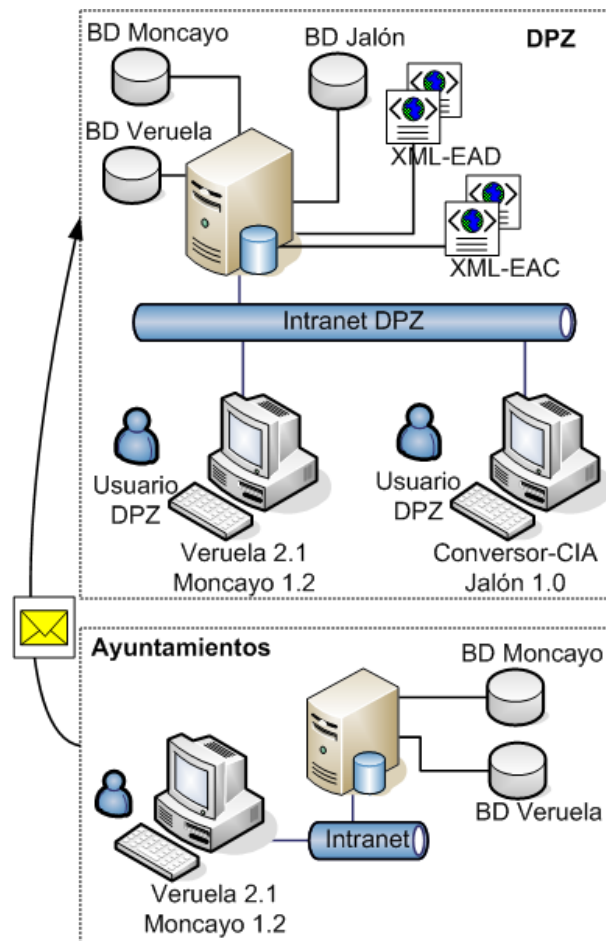 BD Moncayo
BD Jalón
DPZ
BD Veruela
XML-EAD
XML-EAC
Intranet DPZ
Usuario
DPZ
Veruela 2.1
Moncayo 1.2
Usuario
DPZ
Conversor-CIA
Jalón 1.0
Ayuntamientos
BD Moncayo
BD Veruela
Intranet
Veruela 2.1
Moncayo 1.2